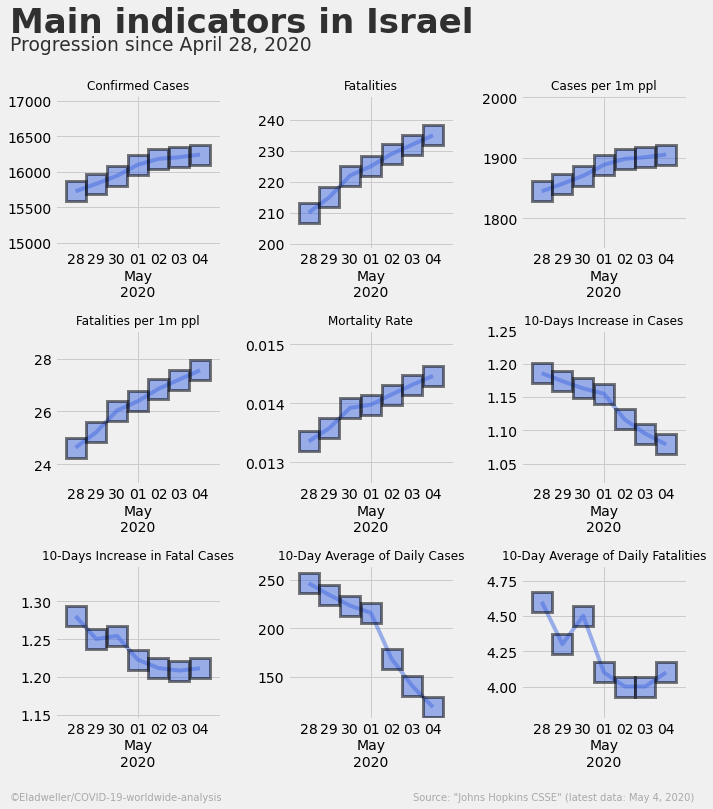 Main indicators in Israel
Progression since April 28, 2020
Confirmed Cases
17000
16500
16000
15500
15000
28 29 30 01 02 03 04
May
2020
Fatalities
240
230
220
210
200
28 29 30 01 02 03 04
May
2020
Cases per 1m ppl
2000
1900
1800
28 29 30 01 02 03 04
May
2020
Fatalities per 1m ppl
28
26
24
28 29 30 01 02 03 04
May
2020
Mortality Rate
0.015
0.014
0.013
28 29 30 01 02 03 04
May
2020
10-Days Increase in Cases
1.25
1.20
1.15
1.10
1.05
28 29 30 01 02 03 04
May
2020
10-Days Increase in Fatal Cases
1.30
1.25
1.20
1.15
28 29 30 01 02 03 04
May
2020
10-Day Average of Daily Cases
250
200
150
28 29 30 01 02 03 04
May
2020
10-Day Average of Daily Fatalities
4.75
4.50
4.25
4.00
28 29 30 01 02 03 04
May
2020
©Eladweller/COVID-19-worldwide-analysis
Source: "Johns Hopkins CSSE" (latest data: May 4, 2020)